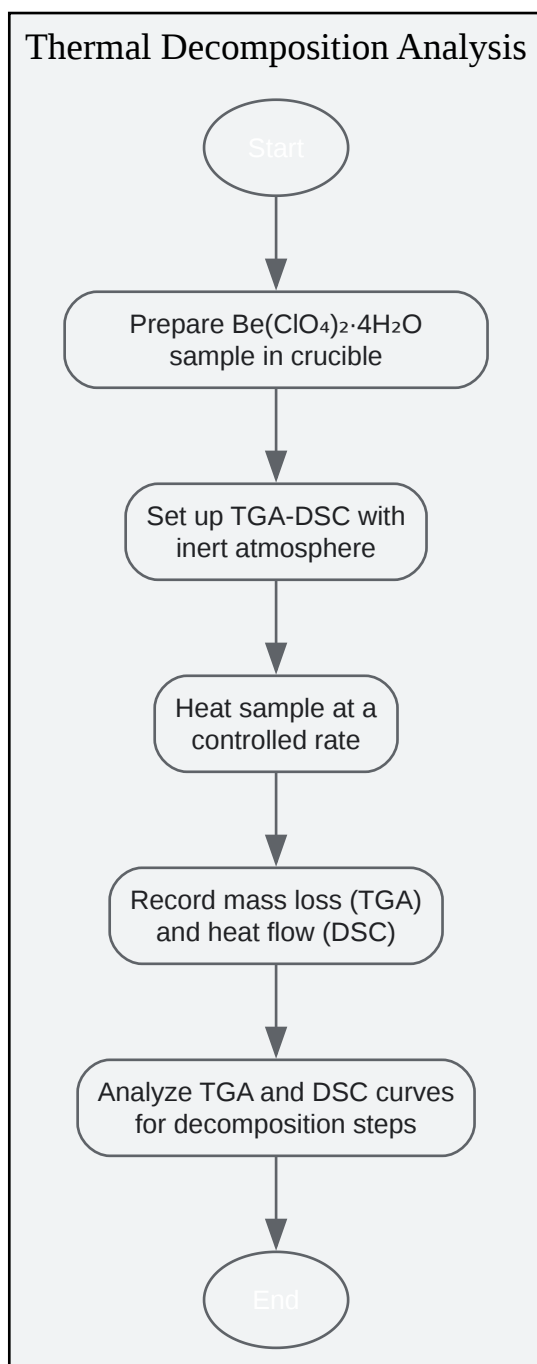 Thermal Decomposition Analysis
Start
Prepare Be(ClO₄)₂·4H₂O
sample in crucible
Set up TGA-DSC with
inert atmosphere
Heat sample at a
controlled rate
Record mass loss (TGA)
and heat flow (DSC)
Analyze TGA and DSC curves
for decomposition steps
End